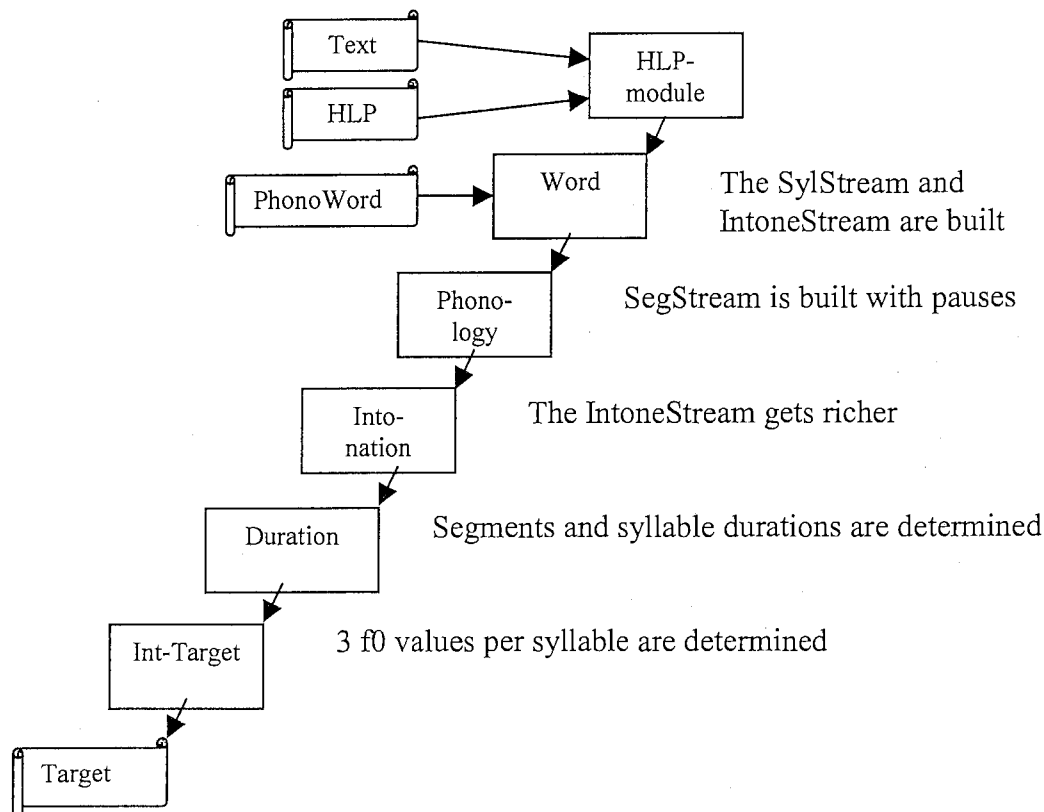 Text
HLP-
module
HLP
PhonoWord
Word
The SylStream and
IntoneStream are built
Phono-
logy
SegStream is built with pauses
Into-
nation
The IntoneStream gets richer
Duration
Segments and syllable durations are determined
Int-Target
3 f0 values per syllable are determined
Target